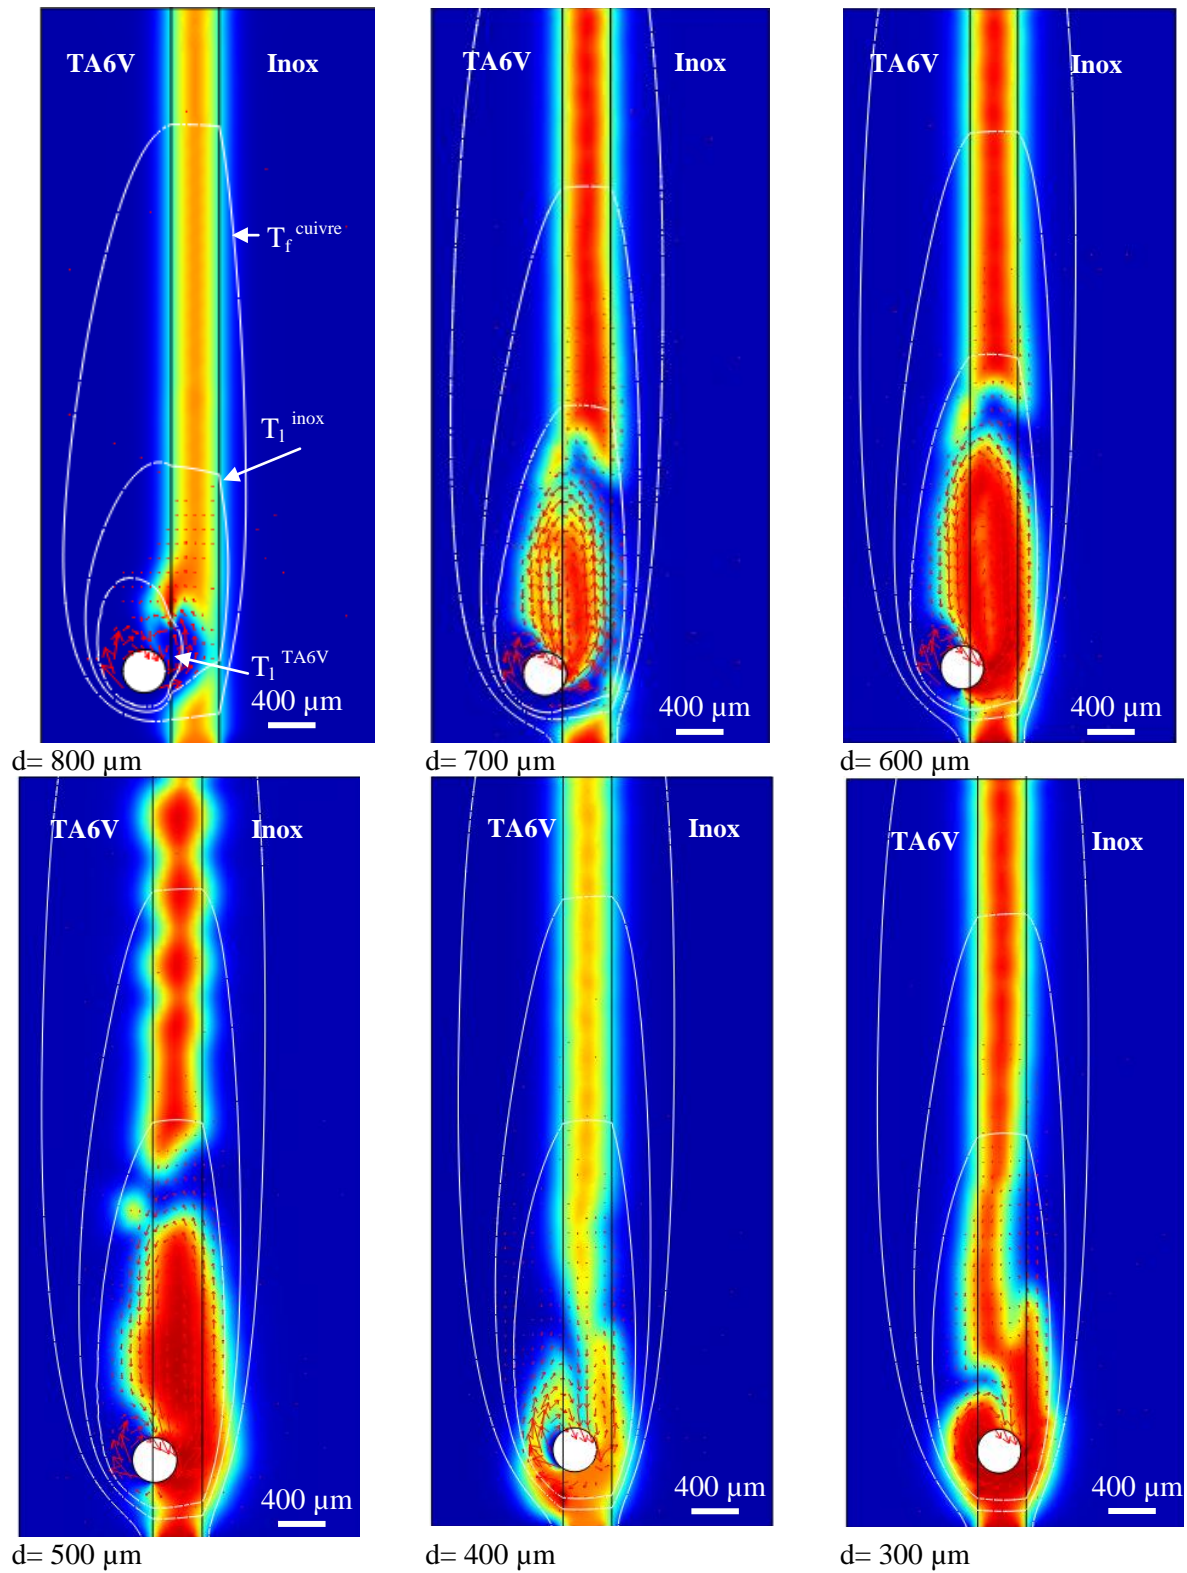 TA6V Inox
T_f^cuivre
T_l^inox
T_l^TA6V
400 µm
d= 800 µm
TA6V Inox
400 µm
d= 700 µm
TA6V Inox
400 µm
d= 600 µm
TA6V Inox
400 µm
d= 500 µm
TA6V Inox
400 µm
d= 400 µm
TA6V Inox
400 µm
d= 300 µm